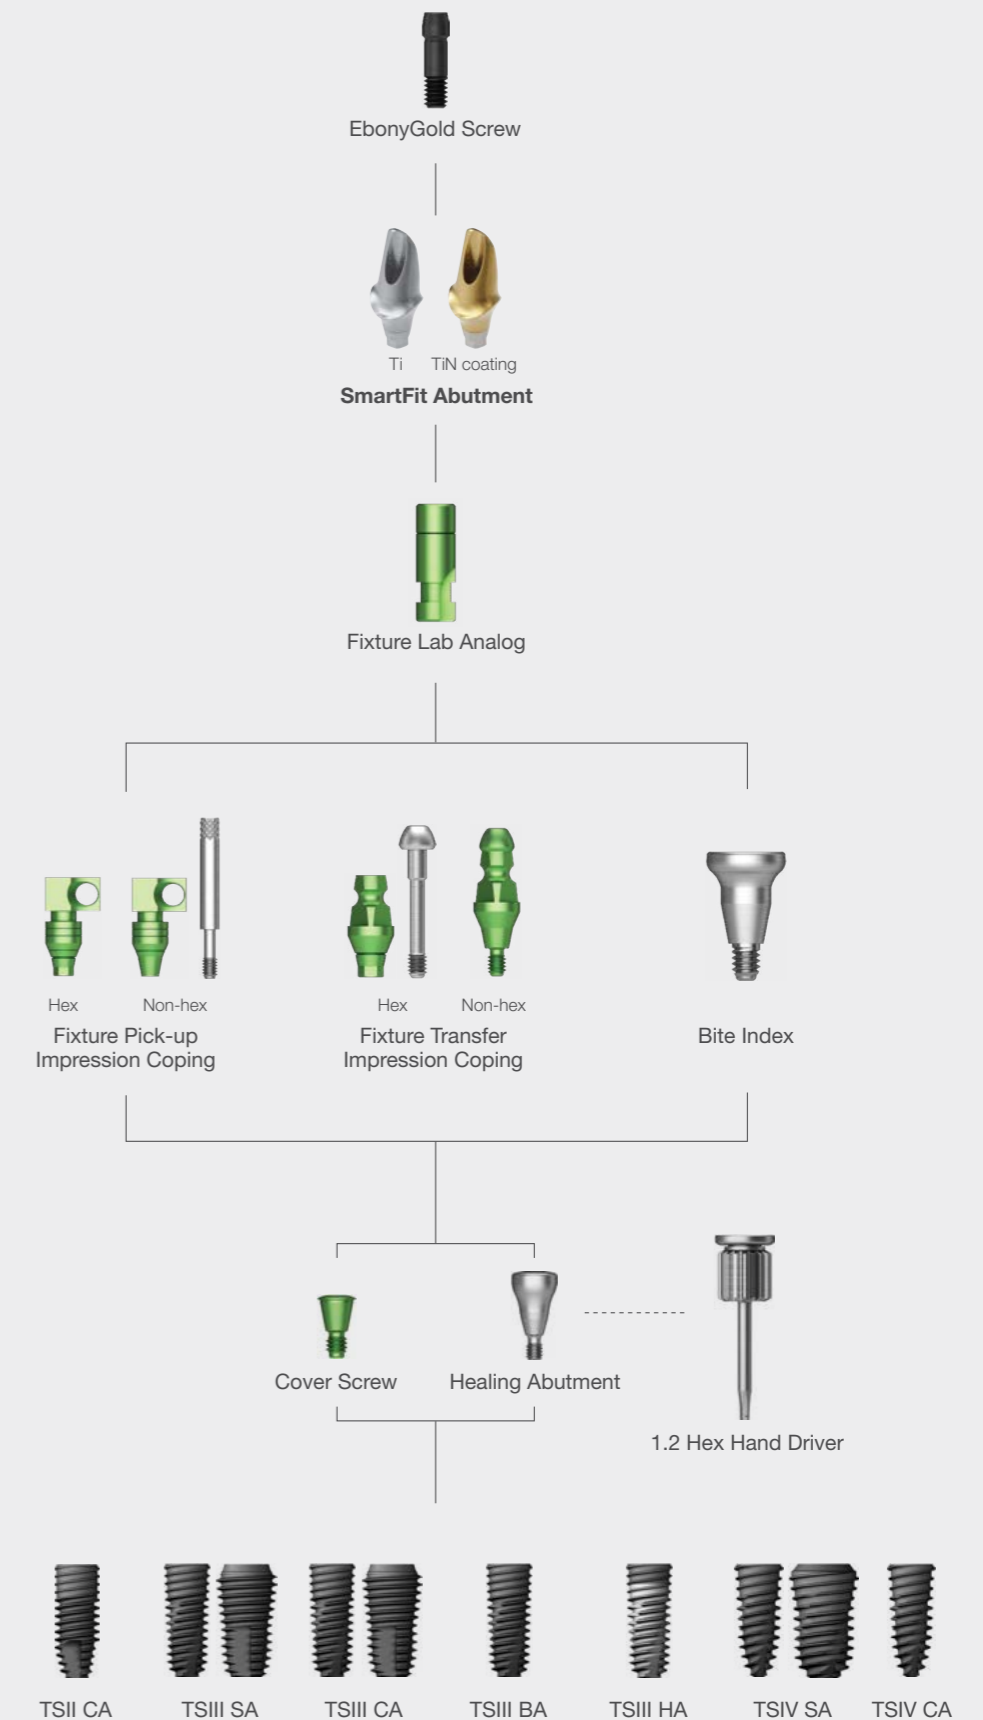 EbonyGold Screw
Ti TiN coating
SmartFit Abutment
Fixture Lab Analog
Hex Non-hex Hex Non-hex
Fixture Pick-up
Impression Coping
Fixture Transfer
Impression Coping
Bite Index
Cover Screw Healing Abutment
1.2 Hex Hand Driver
TSII CA TSIII SA TSIII CA TSIII BA TSIII HA TSIV SA TSIV CA